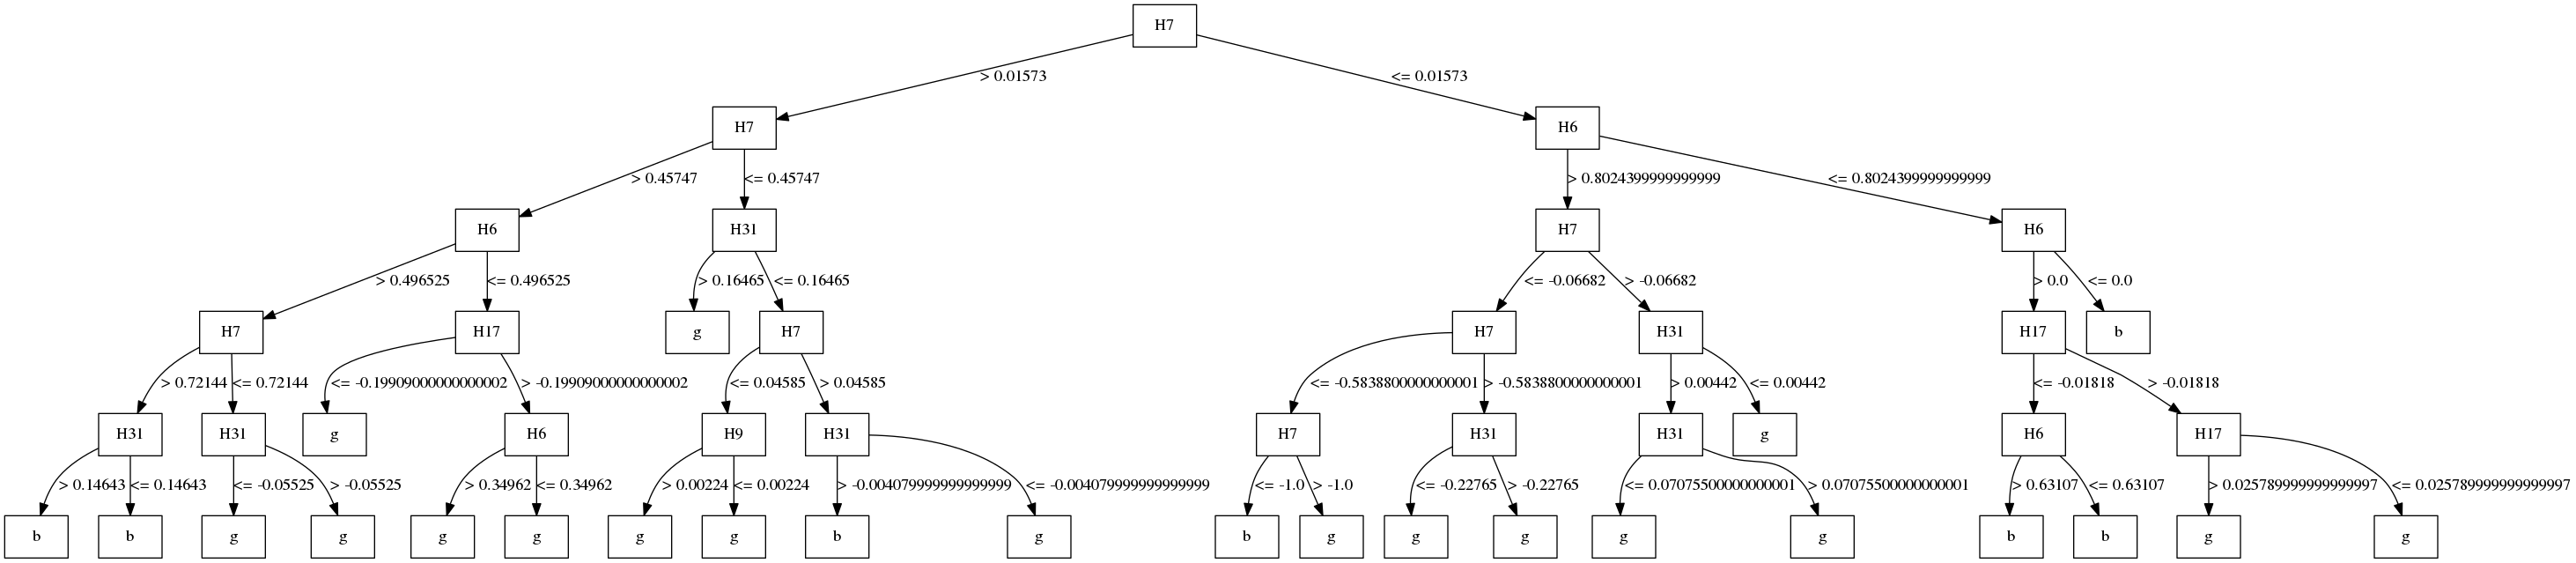 H7
> 0.01573
<= 0.01573
H7
H6
> 0.45747
<= 0.45747
> 0.8024399999999999
<= 0.8024399999999999
H6
H31
H7
H6
> 0.496525
<= 0.496525
> 0.16465
<= 0.16465
<= -0.06682
> -0.06682
> 0.0
<= 0.0
H7
H17
g
H7
H7
H31
H17
b
> 0.72144
<= 0.72144
<= -0.19909000000000002
> -0.19909000000000002
<= 0.04585
> 0.04585
<= -0.5838800000000001
> -0.5838800000000001
> 0.00442
<= 0.00442
<= -0.01818
> -0.01818
H31
H31
g
H6
H9
H31
H7
H31
H31
g
H6
H17
> 0.14643
<= 0.14643
<= -0.05525
> -0.05525
> 0.34962
<= 0.34962
> 0.00224
<= 0.00224
> -0.004079999999999999
<= -0.004079999999999999
<= -1.0
> -1.0
<= -0.22765
> -0.22765
<= 0.07075500000000001
> 0.07075500000000001
> 0.63107
<= 0.63107
> 0.025789999999999997
<= 0.025789999999999997
b
b
g
g
g
g
g
g
b
g
b
g
g
g
g
g
b
b
g
g